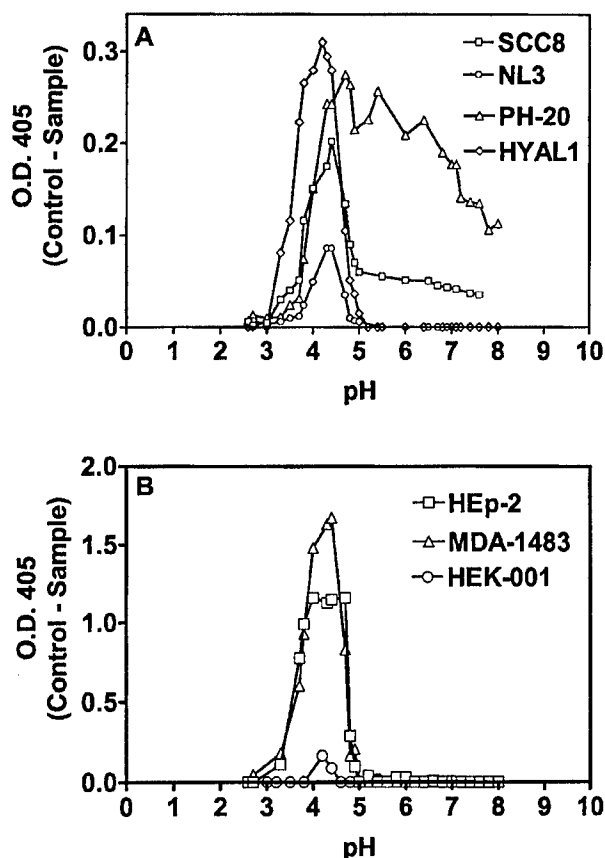 A
SCC8
NL3
PH-20
HYAL1
O.D. 405
(Control - Sample)
0.3
0.2
0.1
0.0
0 1 2 3 4 5 6 7 8 9 10
pH
B
HEp-2
MDA-1483
HEK-001
O.D. 405
(Control - Sample)
2.0
1.5
1.0
0.5
0.0
0 1 2 3 4 5 6 7 8 9 10
pH